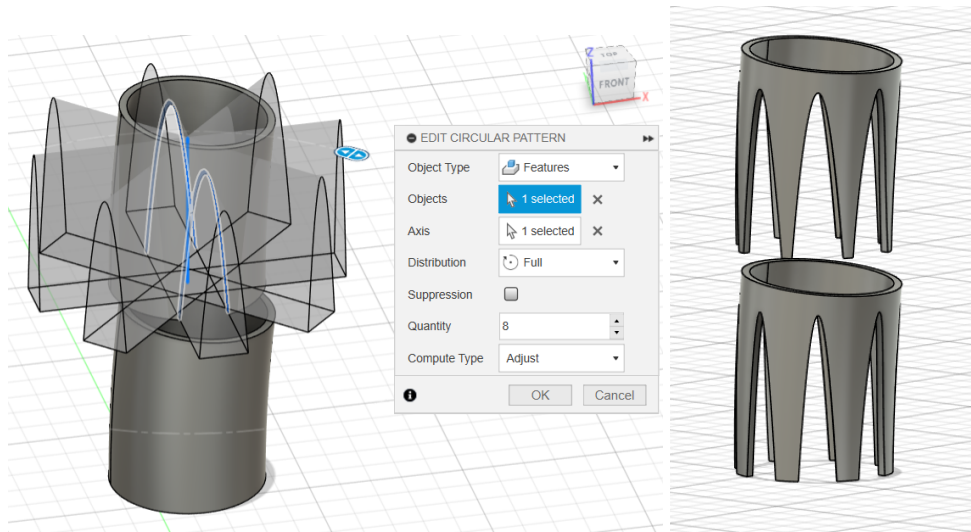 Z
TOP
FRONT
X
EDIT CIRCULAR PATTERN
Object Type Features
Objects 1 selected
Axis 1 selected
Distribution Full
Suppression
Quantity 8
Compute Type Adjust
OK Cancel